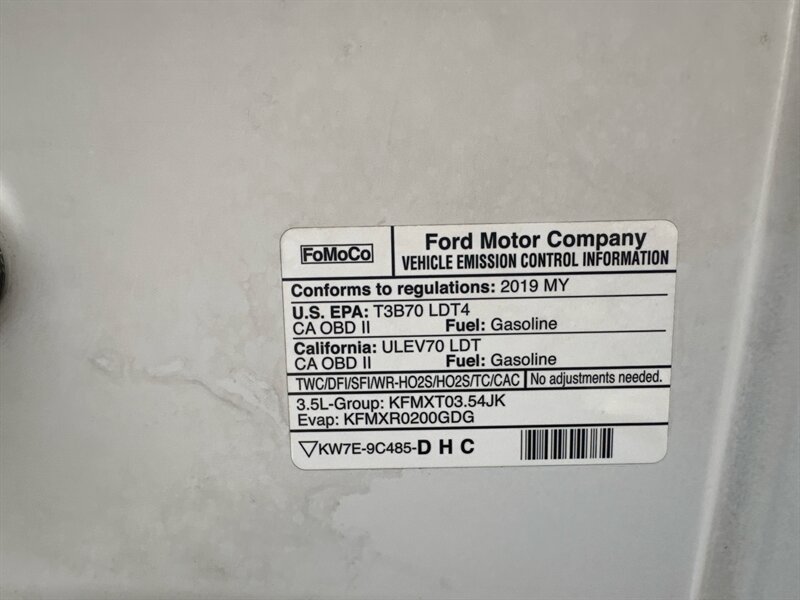 FoMoCo
Ford Motor Company
VEHICLE EMISSION CONTROL INFORMATION
Conforms to regulations: 2019 MY
U.S. EPA: T3B70 LDT4
CA OBD II Fuel: Gasoline
California: ULEV70 LDT
CA OBD II Fuel: Gasoline
TWC/DFI/SFI/WR-HO2S/HO2S/TC/CAC No adjustments needed.
3.5L-Group: KFMXT03.54JK
Evap: KFMXR0200GDG
KW7E-9C485-D H C